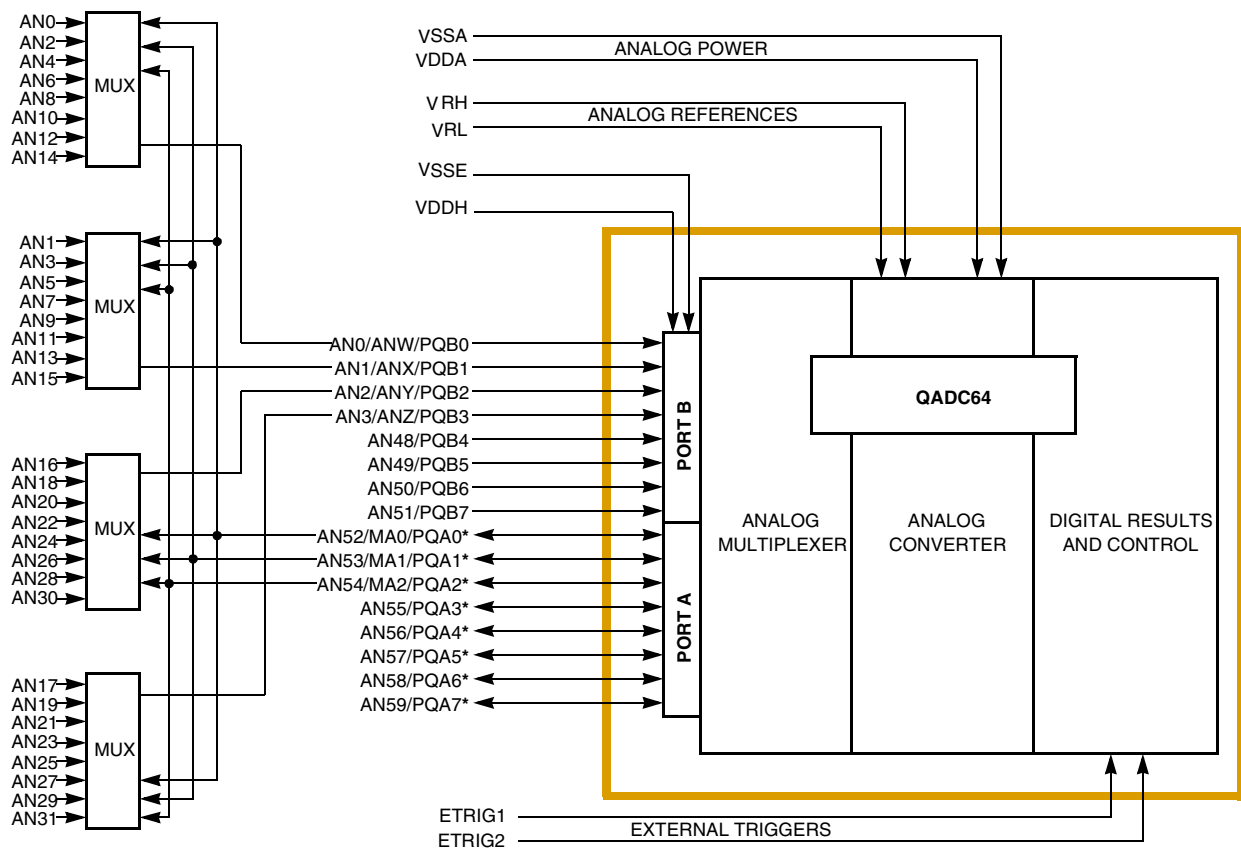 AN0
AN2
AN4
AN6
AN8
AN10
AN12
AN14
MUX
AN1
AN3
AN5
AN7
AN9
AN11
AN13
AN15
MUX
AN16
AN18
AN20
AN22
AN24
AN26
AN28
AN30
MUX
AN17
AN19
AN21
AN23
AN25
AN27
AN29
AN31
MUX
VSSA
ANALOG POWER
VDDA
VRH
ANALOG REFERENCES
VRL
VSSE
VDDH
AN0/ANW/PQB0
AN1/ANX/PQB1
AN2/ANY/PQB2
AN3/ANZ/PQB3
AN48/PQB4
AN49/PQB5
AN50/PQB6
AN51/PQB7
AN52/MA0/PQA0*
AN53/MA1/PQA1*
AN54/MA2/PQA2*
AN55/PQA3*
AN56/PQA4*
AN57/PQA5*
AN58/PQA6*
AN59/PQA7*
PORT B
PORT A
QADC64
ANALOG
MULTIPLEXER
ANALOG
CONVERTER
DIGITAL RESULTS
AND CONTROL
ETRIG1
EXTERNAL TRIGGERS
ETRIG2